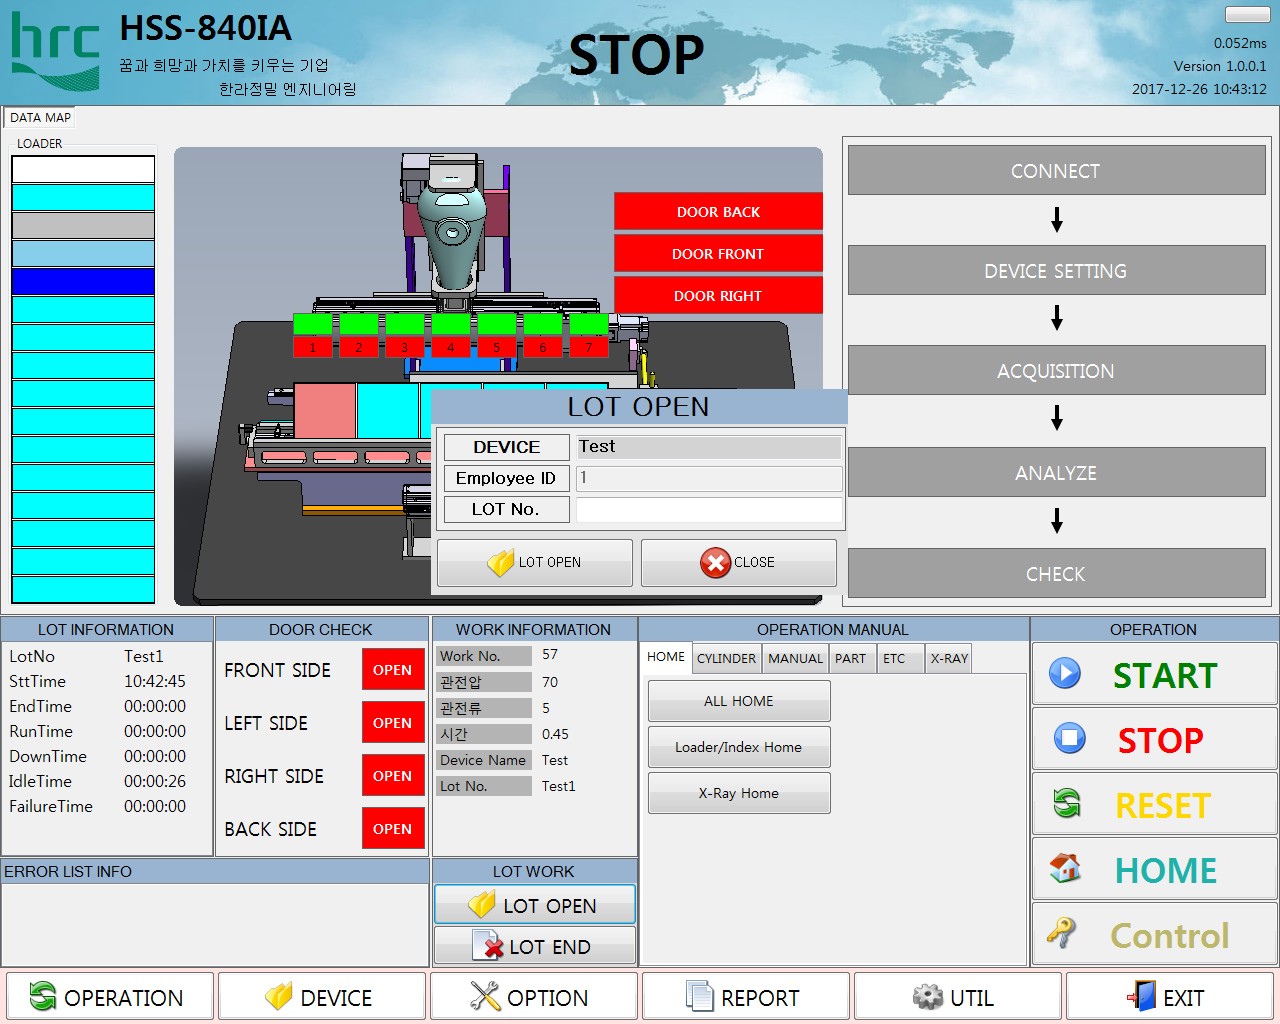 hrc
HSS-840IA
꿈과 희망과 가치를 키우는 기업
한라정밀 엔지니어링
STOP
0.052ms
Version 1.0.0.1
2017-12-26 10:43:12
DATA MAP
LOADER
DOOR BACK
DOOR FRONT
DOOR RIGHT
1 2 3 4 5 6 7
CONNECT
DEVICE SETTING
ACQUISITION
ANALYZE
CHECK
LOT OPEN
DEVICE Test
Employee ID 1
LOT No.
LOT OPEN CLOSE
LOT INFORMATION
LotNo Test1
SttTime 10:42:45
EndTime 00:00:00
RunTime 00:00:00
DownTime 00:00:00
IdleTime 00:00:26
FailureTime 00:00:00
DOOR CHECK
FRONT SIDE OPEN
LEFT SIDE OPEN
RIGHT SIDE OPEN
BACK SIDE OPEN
WORK INFORMATION
Work No. 57
관전압 70
관전류 5
시간 0.45
Device Name Test
Lot No. Test1
OPERATION MANUAL
HOME CYLINDER MANUAL PART ETC X-RAY
ALL HOME
Loader/Index Home
X-Ray Home
OPERATION
START
STOP
RESET
HOME
Control
ERROR LIST INFO
LOT WORK
LOT OPEN
LOT END
OPERATION DEVICE OPTION REPORT UTIL EXIT